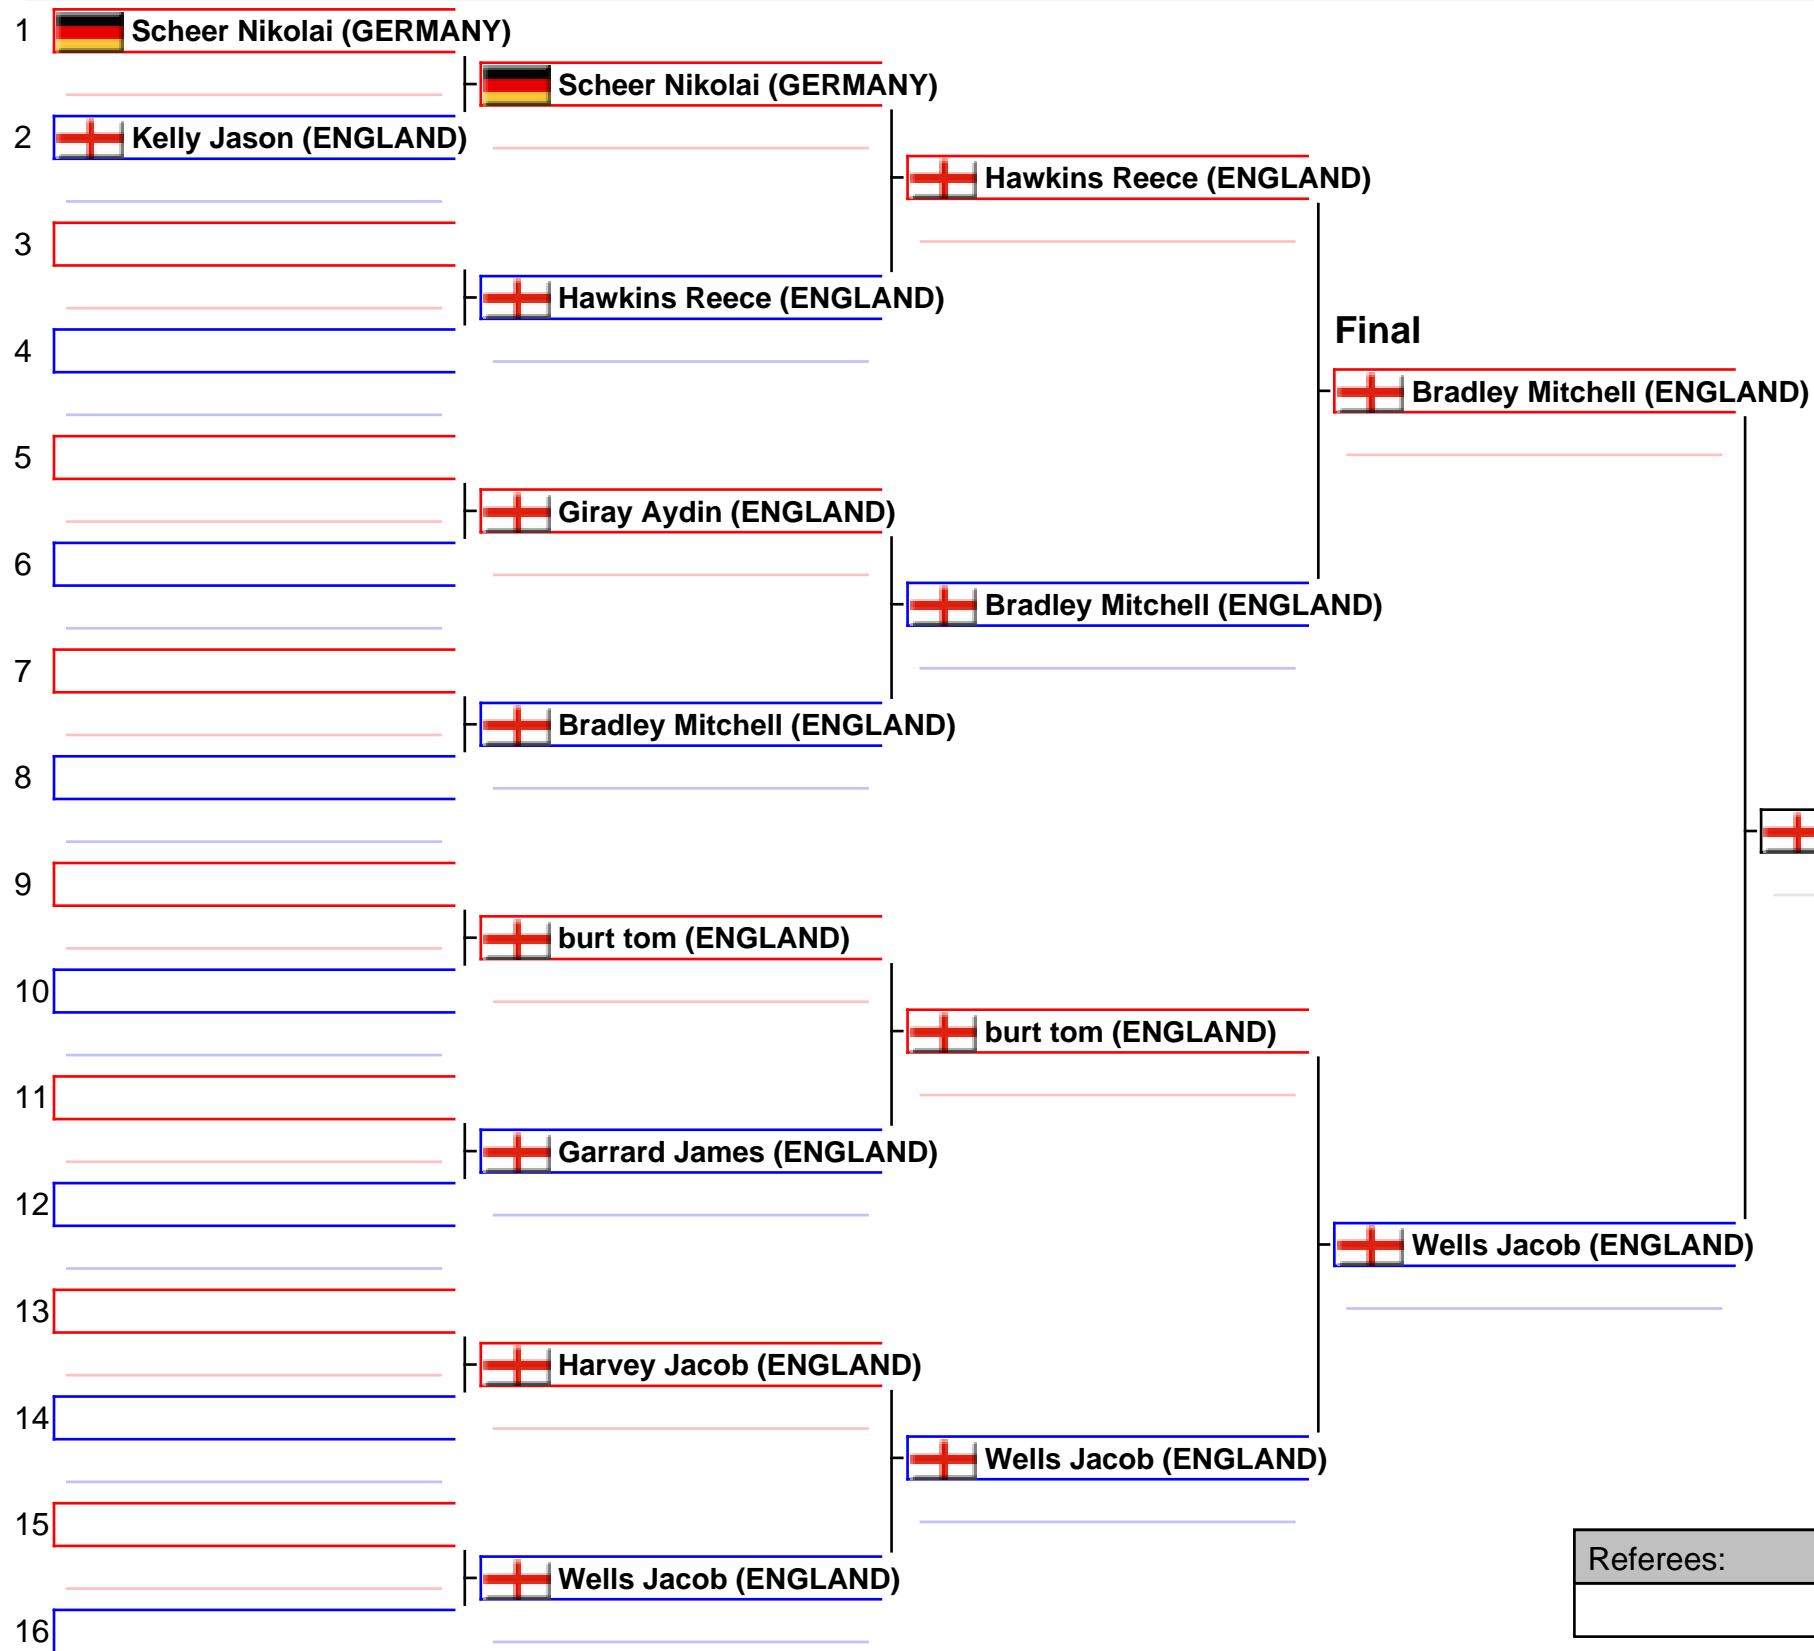 1 Scheer Nikolai (GERMANY)
Scheer Nikolai (GERMANY)
2 Kelly Jason (ENGLAND)
Hawkins Reece (ENGLAND)
3
Hawkins Reece (ENGLAND)
Final
4
Bradley Mitchell (ENGLAND)
5
Giray Aydin (ENGLAND)
6
Bradley Mitchell (ENGLAND)
7
Bradley Mitchell (ENGLAND)
8
9
burt tom (ENGLAND)
10
burt tom (ENGLAND)
11
Garrard James (ENGLAND)
12
Wells Jacob (ENGLAND)
13
Harvey Jacob (ENGLAND)
14
Wells Jacob (ENGLAND)
15
Referees:
Wells Jacob (ENGLAND)
16